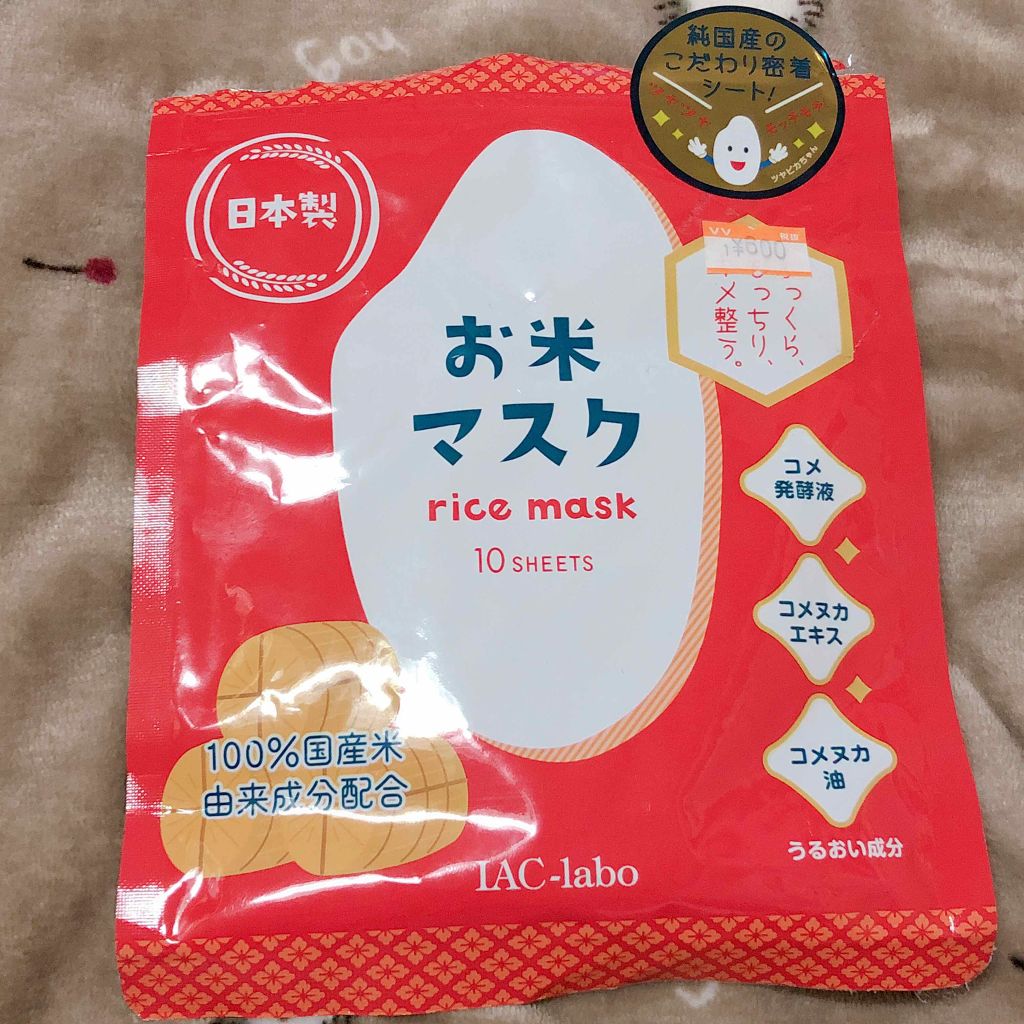 Goy
純国産の
こだわり密着
シート!
ツヤピカちゃん
日本製
税抜
¥600
っくら、
っちり、
メ整う。
お米
マスク
rice mask
10 SHEETS
コメ
発酵液
コメヌカ
エキス
コメヌカ
油
うるおい成分
100%国産米
由来成分配合
IAC-labo